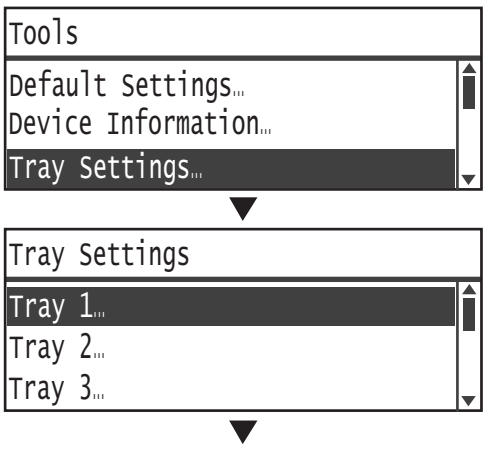 Tools
Default Settings...
Device Information...
Tray Settings...
Tray Settings
Tray 1...
Tray 2...
Tray 3...